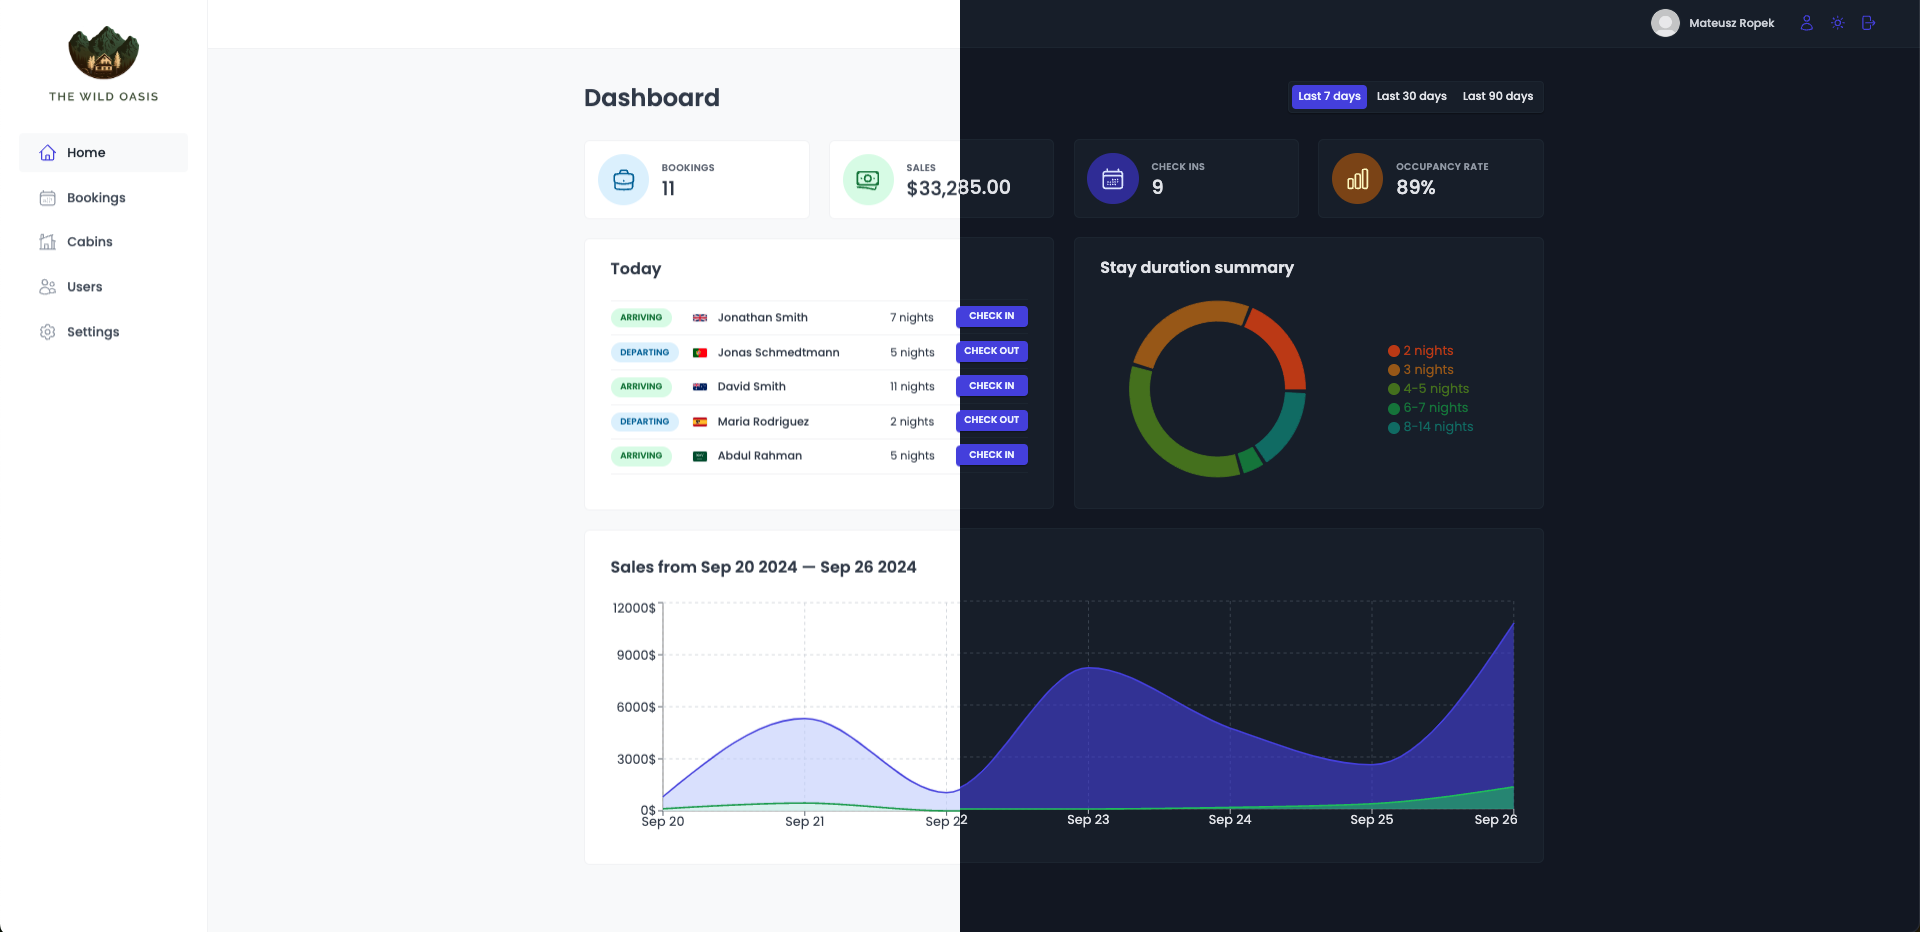 THE WILD OASIS
Home
Bookings
Cabins
Users
Settings
Mateusz Ropek
Dashboard
Last 7 days Last 30 days Last 90 days
BOOKINGS
11
SALES
$33,285.00
CHECK INS
9
OCCUPANCY RATE
89%
Today
ARRIVING Jonathan Smith 7 nights CHECK IN
DEPARTING Jonas Schmedtmann 5 nights CHECK OUT
ARRIVING David Smith 11 nights CHECK IN
DEPARTING Maria Rodriguez 2 nights CHECK OUT
ARRIVING Abdul Rahman 5 nights CHECK IN
Stay duration summary
2 nights
3 nights
4-5 nights
6-7 nights
8-14 nights
Sales from Sep 20 2024 — Sep 26 2024
12000$
9000$
6000$
3000$
0$
Sep 20 Sep 21 Sep 22 Sep 23 Sep 24 Sep 25 Sep 26